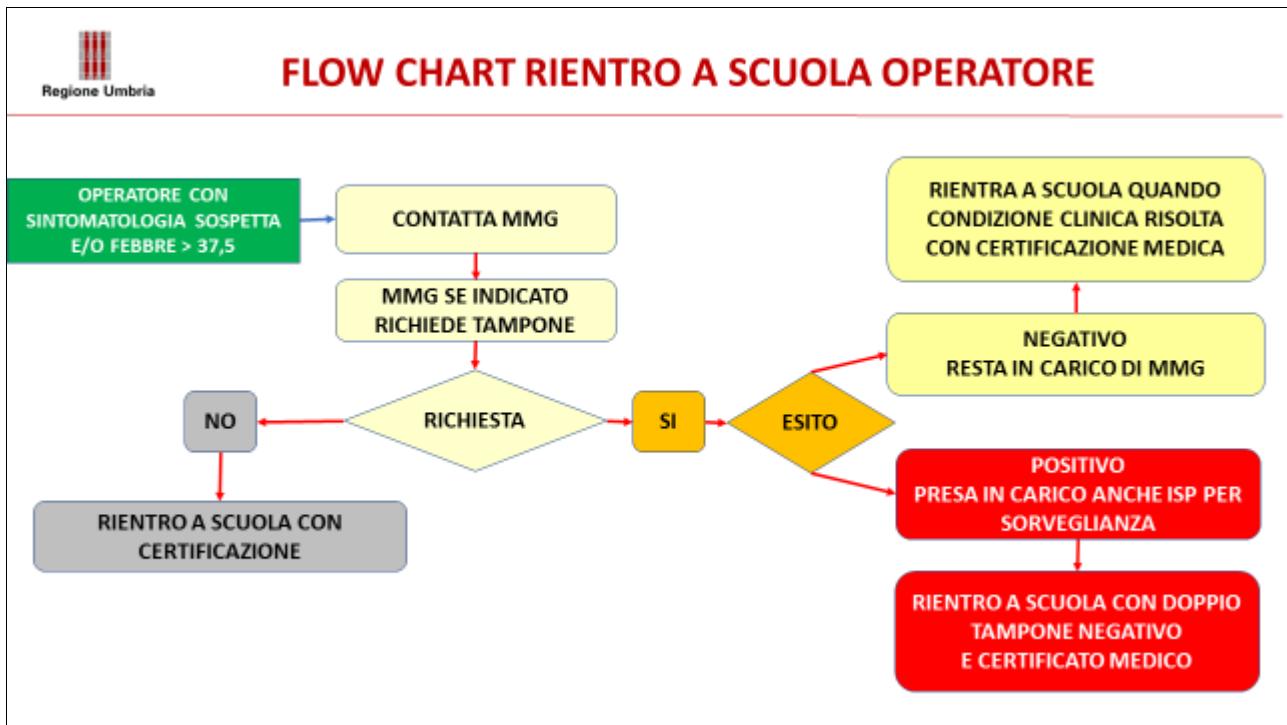 Regione Umbria
FLOW CHART RIENTRO A SCUOLA OPERATORE
OPERATORE CON
SINTOMATOLOGIA SOSPETTA
E/O FEBBRE > 37,5
CONTATTA MMG
MMG SE INDICATO
RICHIEDE TAMPONE
RICHIESTA
NO
RIENTRO A SCUOLA CON
CERTIFICAZIONE
SI
ESITO
NEGATIVO
RESTA IN CARICO DI MMG
RIENTRA A SCUOLA QUANDO
CONDIZIONE CLINICA RISOLTA
CON CERTIFICAZIONE MEDICA
POSITIVO
PRESA IN CARICO ANCHE ISP PER
SORVEGLIANZA
RIENTRO A SCUOLA CON DOPPIO
TAMPONE NEGATIVO
E CERTIFICATO MEDICO